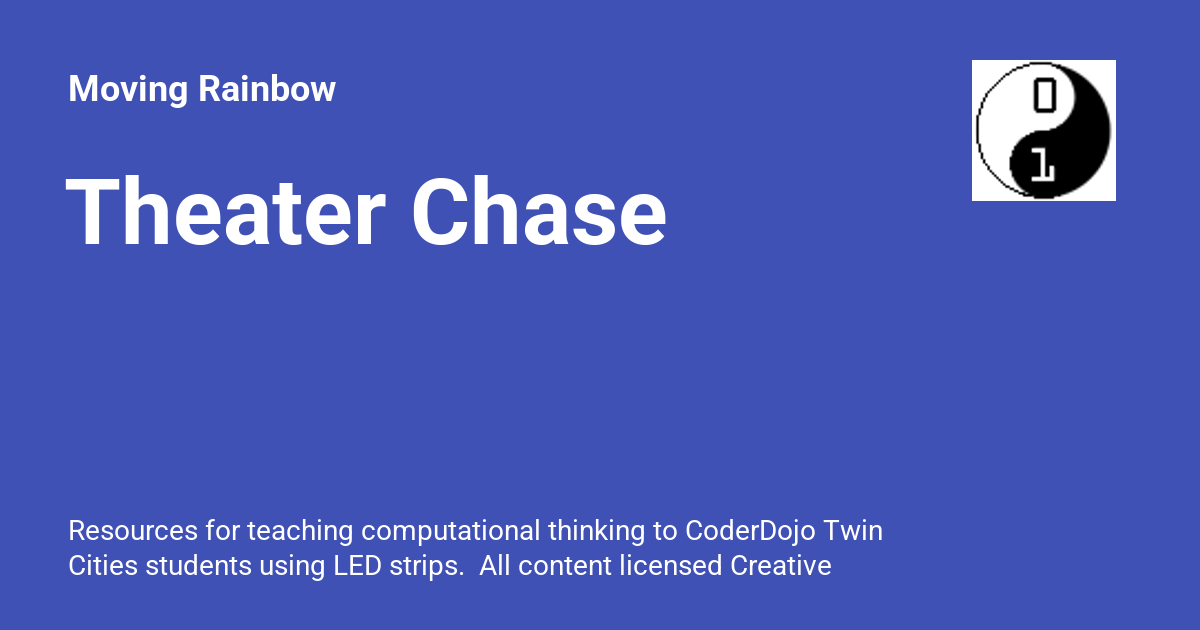 Moving Rainbow
0
1
Theater Chase
Resources for teaching computational thinking to CoderDojo Twin
Cities students using LED strips.  All content licensed Creative